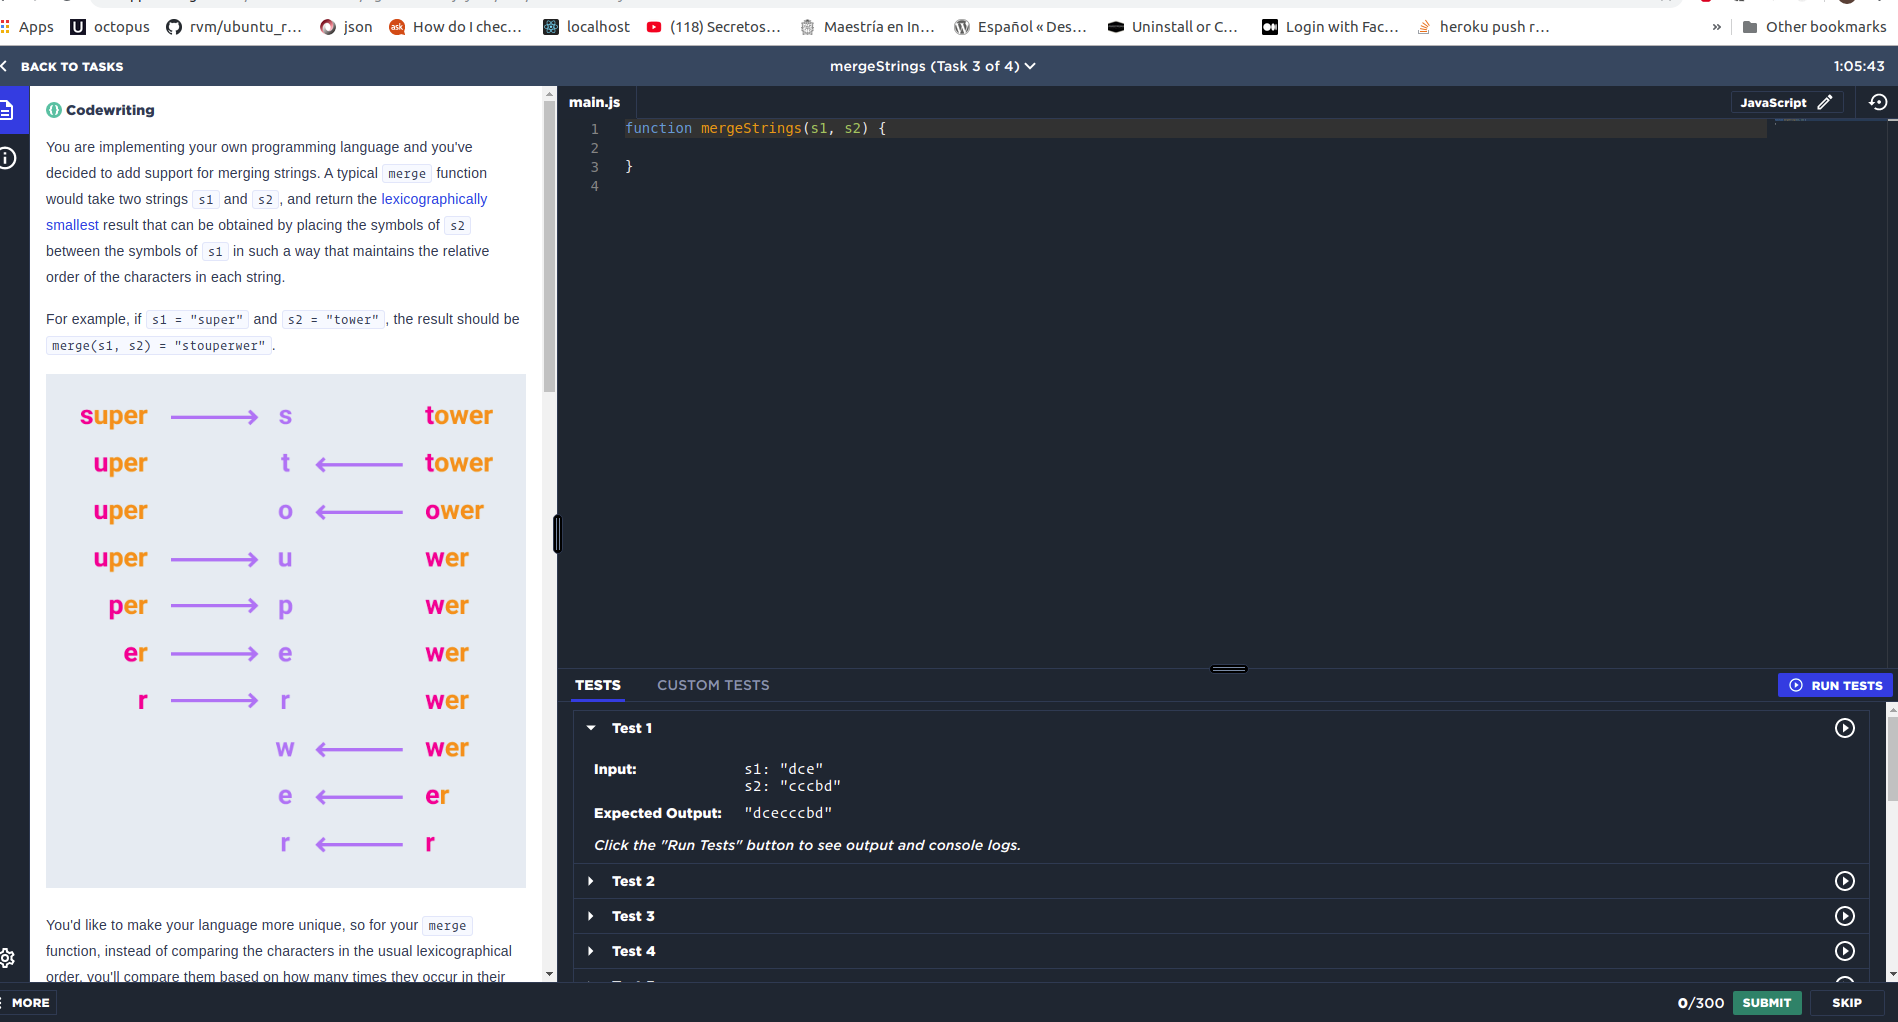 Apps octopus rvm/ubuntu_r... json How do I chec... localhost (118) Secretos... Maestría en In... Español « Des... Uninstall or C... Login with Fac... heroku push r... » Other bookmarks
BACK TO TASKS mergeStrings (Task 3 of 4) 1:05:43
Codewriting
You are implementing your own programming language and you've
decided to add support for merging strings. A typical merge function
would take two strings s1 and s2 , and return the lexicographically
smallest result that can be obtained by placing the symbols of s2
between the symbols of s1 in such a way that maintains the relative
order of the characters in each string.
For example, if s1 = "super" and s2 = "tower" , the result should be
merge(s1, s2) = "stouperwer" .
super s tower
uper t tower
uper o ower
uper u wer
per p wer
er e wer
r r wer
w wer
e er
r r
You'd like to make your language more unique, so for your merge
function, instead of comparing the characters in the usual lexicographical
order, you'll compare them based on how many times they occur in their
main.js JavaScript
1 function mergeStrings(s1, s2) {
2
3 }
4
TESTS CUSTOM TESTS RUN TESTS
Test 1
Input: s1: "dce"
s2: "cccbd"
Expected Output: "dcecccbd"
Click the "Run Tests" button to see output and console logs.
Test 2
Test 3
Test 4
MORE 0/300 SUBMIT SKIP